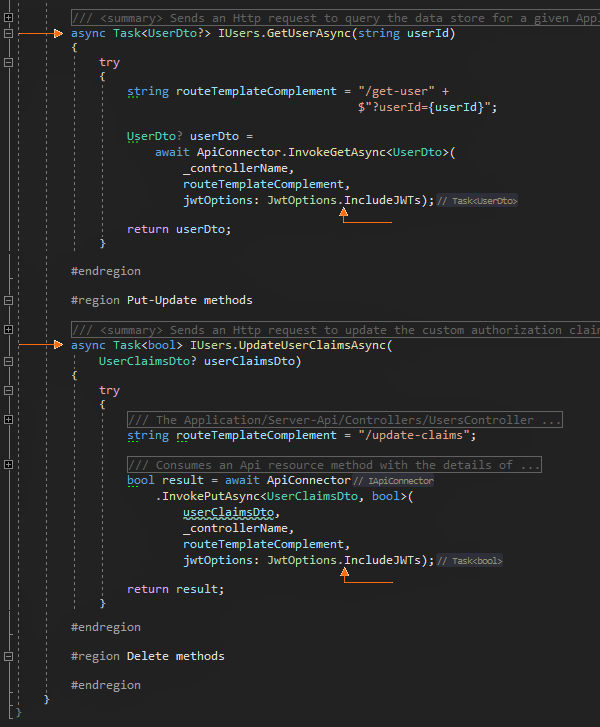 /// <summary> Sends an Http request to query the data store for a given Appl
async Task<UserDto?> IUsers.GetUserAsync(string userId)
{
try
{
string routeTemplateComplement = "/get-user" +
$"?userId={userId}";
UserDto? userDto =
await ApiConnector.InvokeGetAsync<UserDto>(
_controllerName,
routeTemplateComplement,
jwtOptions: JwtOptions.IncludeJWTs); // Task<UserDto>
return userDto;
}
#endregion
#region Put-Update methods
/// <summary> Sends an Http request to update the custom authorization claim
async Task<bool> IUsers.UpdateUserClaimsAsync(
UserClaimsDto? userClaimsDto)
{
try
{
/// The Application/Server-Api/Controllers/UsersController ...
string routeTemplateComplement = "/update-claims";
/// Consumes an Api resource method with the details of ...
bool result = await ApiConnector // IApiConnector
.InvokePutAsync<UserClaimsDto, bool>(
userClaimsDto,
_controllerName,
routeTemplateComplement,
jwtOptions: JwtOptions.IncludeJWTs); // Task<bool>
return result;
}
#endregion
#region Delete methods
#endregion
}
}